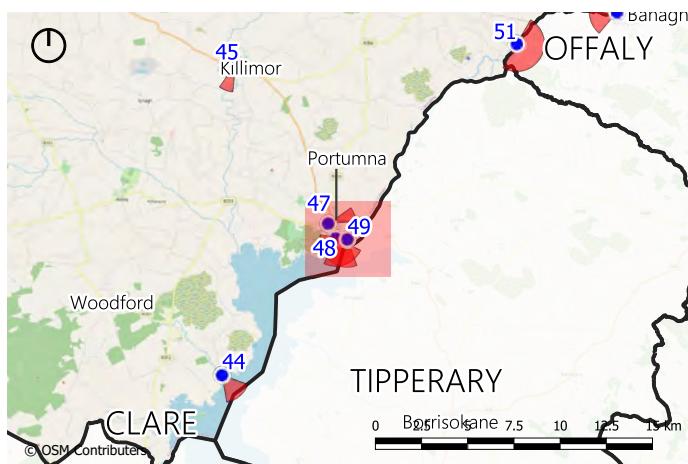 Banagh
51
OFFALY
45
Killimor
Portumna
47
49
48
Woodford
44
TIPPERARY
CLARE
Borrisokane
0 2.5 5 7.5 10 12.5 15 km
© OSM Contributers